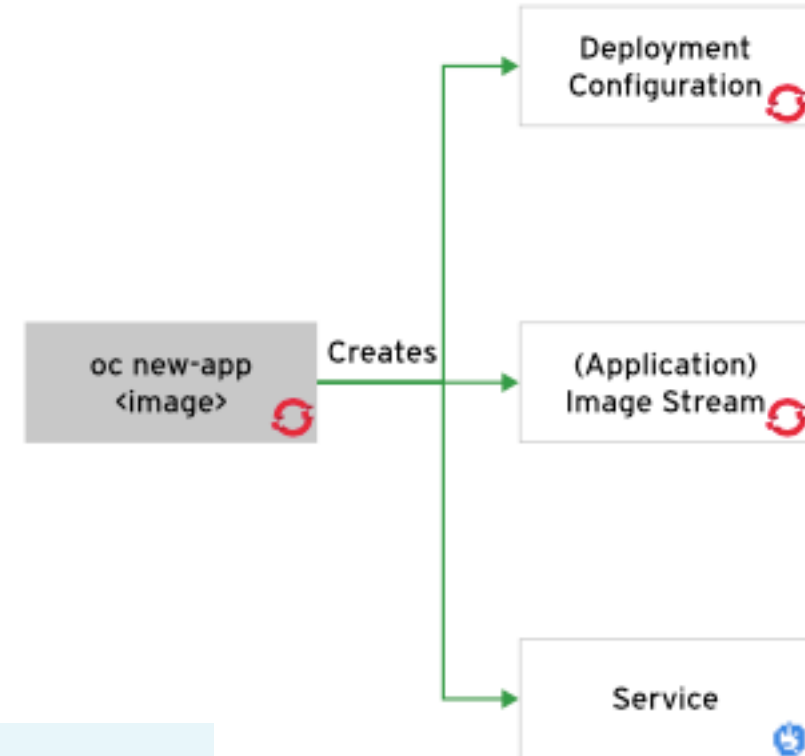 Deployment
Configuration
oc new-app
<image>
Creates
(Application)
Image Stream
Service